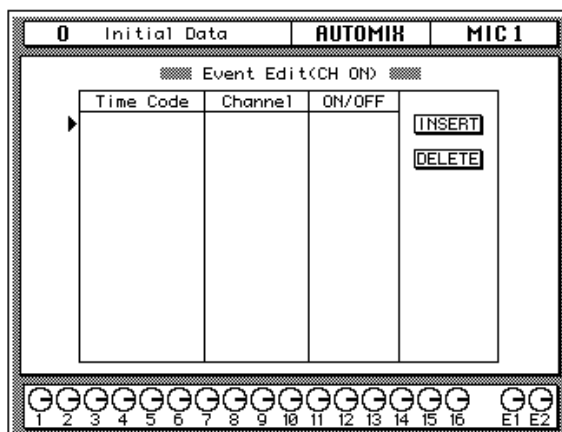 0 Initial Data AUTOMIX MIC 1
Event Edit(CH ON)
Time Code Channel ON/OFF
INSERT
DELETE
1 2 3 4 5 6 7 8 9 10 11 12 13 14 15 16 E1 E2